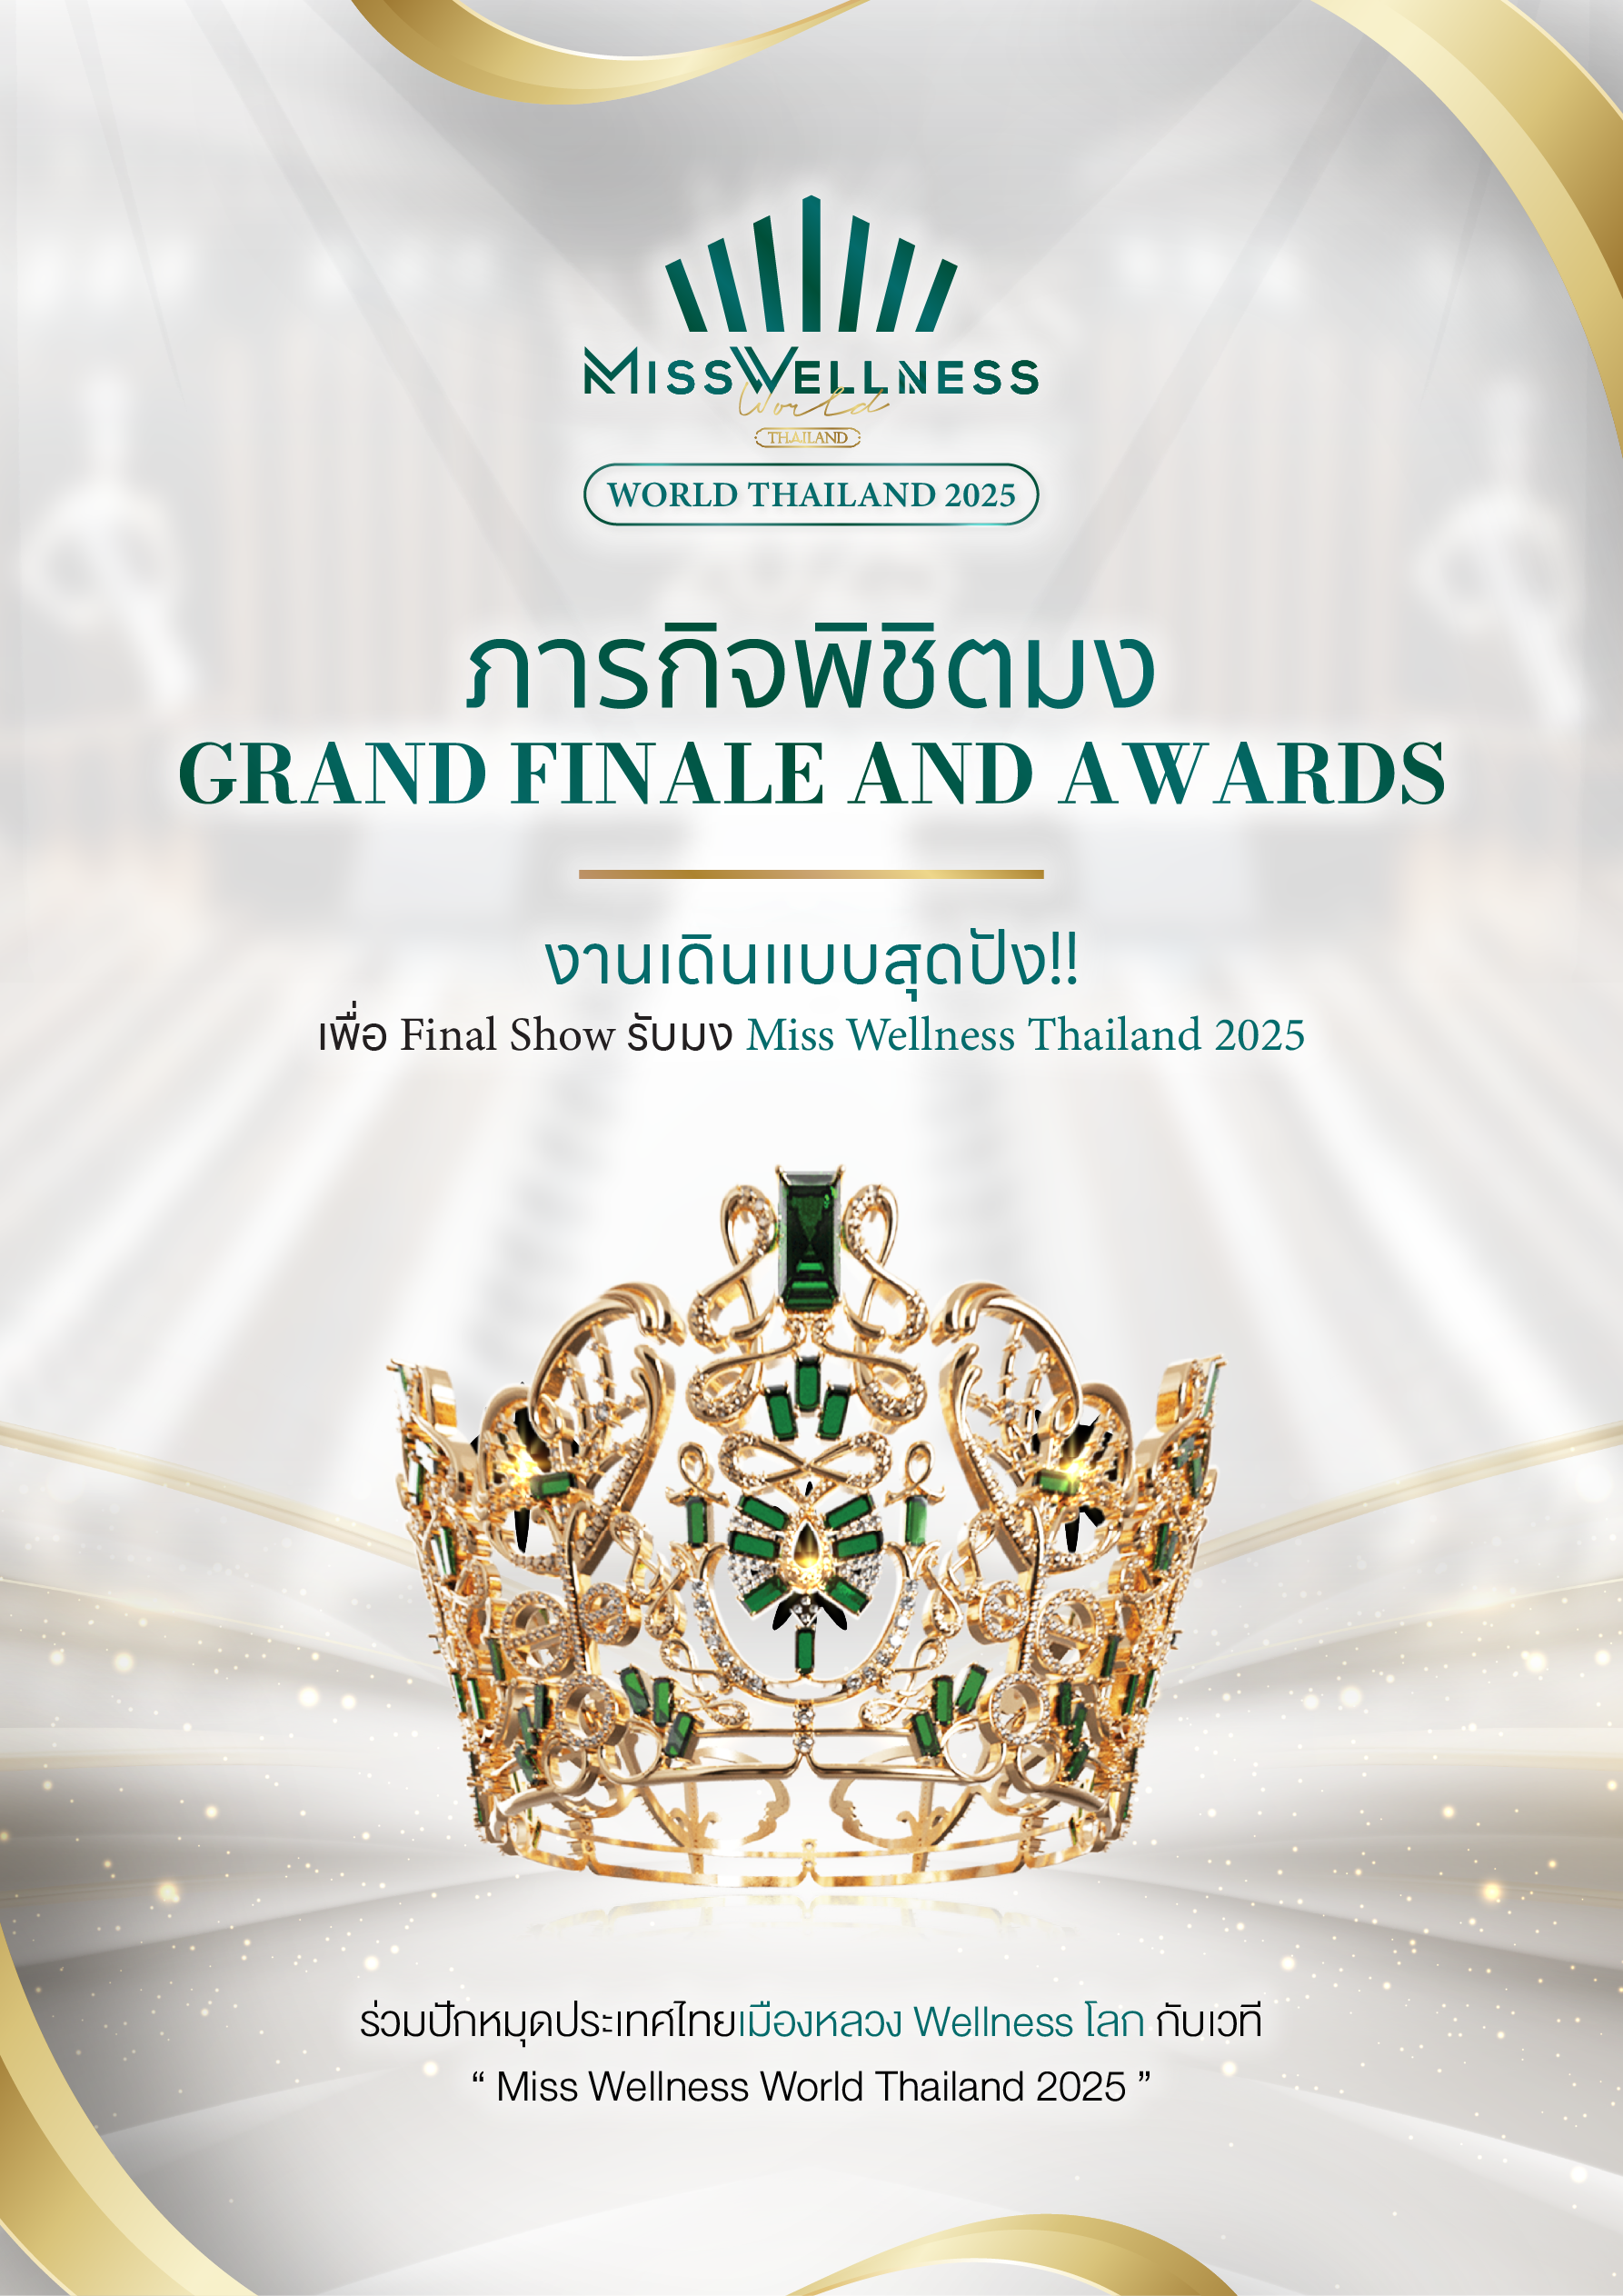 MISSWELLNESS
World
THAILAND
WORLD THAILAND 2025
ภารกิจพิชิตมง
GRAND FINALE AND AWARDS
งานเดินแบบสุดปัง!!
เพื่อ Final Show รับมง Miss Wellness Thailand 2025
ร่วมปักหมุดประเทศไทยเมืองหลวง Wellness โลก กับเวที
“ Miss Wellness World Thailand 2025 ”